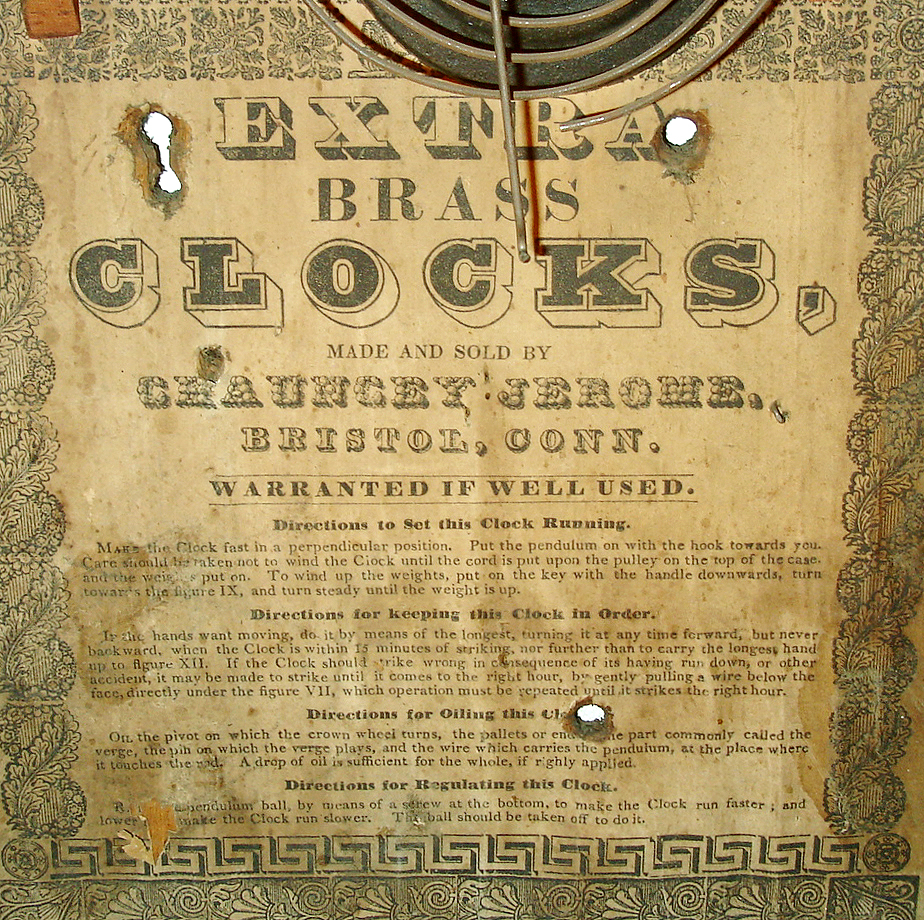 EXTRA
BRASS
CLOCKS,
MADE AND SOLD BY
CHAUNCEY JEROME,
BRISTOL, CONN.
WARRANTED IF WELL USED.
Directions to Set this Clock Running.
Make the Clock fast in a perpendicular position. Put the pendulum on with the hook towards you.
Care should be taken not to wind the Clock until the cord is put upon the pulley on the top of the case.
and the put on. To wind up the weights, put on the key with the handle downwards, turn
towards the figure IX, and turn steady until the weight is up.
Directions for keeping this Clock in Order.
If the hands want moving, do it by means of the longest, turning it at any time forward, but never
backward, when the Clock is within 15 minutes of striking, nor further than to carry the longest hand
up to figure XII. If the Clock should strike wrong in consequence of its having run down, or other
accident, it may be made to strike until it comes to the right hour, by gently pulling a wire below the
face, directly under the figure VII, which operation must be repeated until it strikes the right hour.
Directions for Oiling this
On the pivot on which the crown wheel turns, the pallets or part commonly called the
verge, the pin on which the verge plays, and the wire which carries the pendulum, at the place where
it touches the rod. A drop of oil is sufficient for the whole, if rightly applied.
Directions for Regulating this Clock.
pendulum ball, by means of a screw at the bottom, to make the Clock run faster ; and
lower make the Clock run slower. The ball should be taken off to do it.